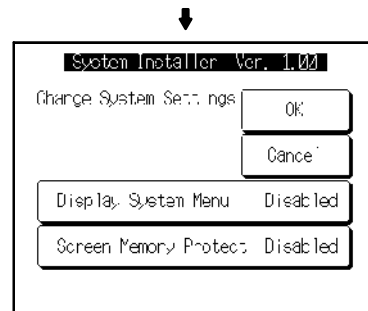 System Installer Ver. 1.00
Change System Settings
OK
Cancel
Display System Menu Disabled
Screen Memory Protect Disabled